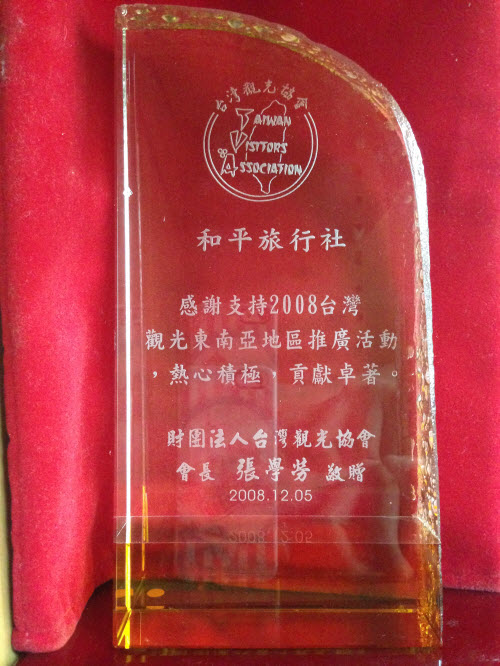 台灣觀光協會
TAIWAN
VISITORS
ASSOCIATION
和平旅行社
感謝支持2008台灣
觀光東南亞地區推廣活動
，熱心積極，貢獻卓著。
財團法人台灣觀光協會
會長 張學勞 敬贈
2008.12.05